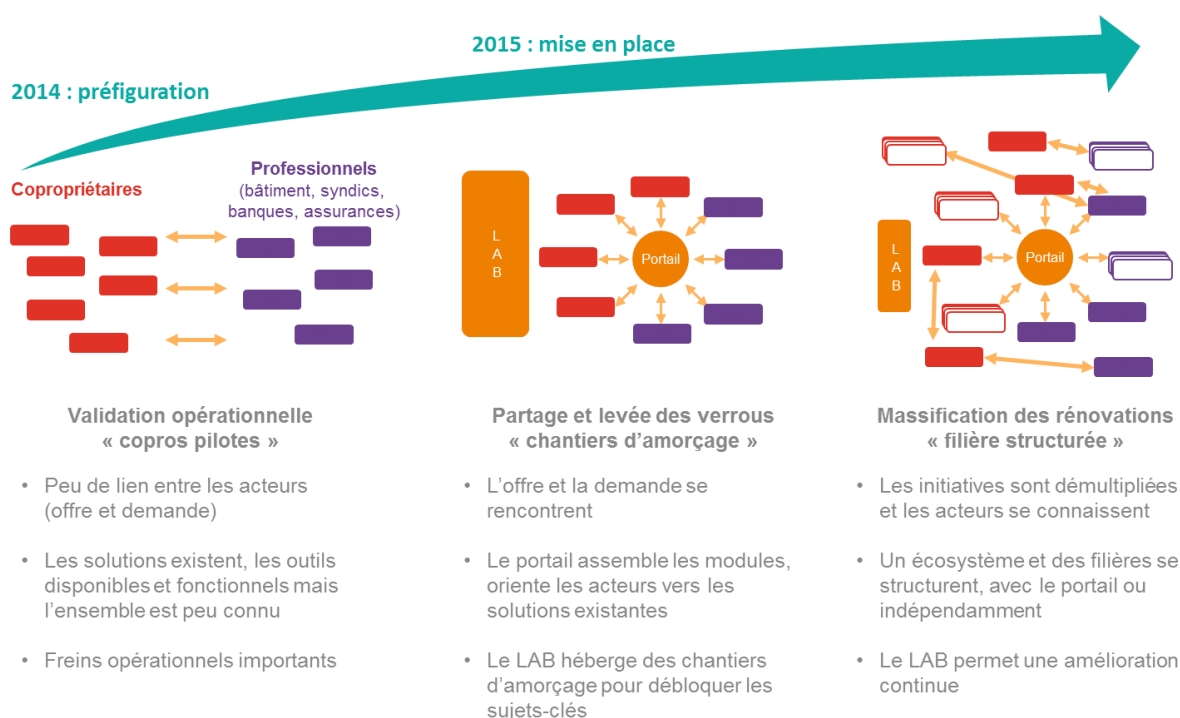 2015 : mise en place
2014 : préfiguration
Copropriétaires
Professionnels
(bâtiment, syndics,
banques, assurances)
L
A
B
Portail
L
A
B
Portail
Validation opérationnelle
« copros pilotes »
• Peu de lien entre les acteurs
(offre et demande)
• Les solutions existent, les outils
disponibles et fonctionnels mais
l’ensemble est peu connu
• Freins opérationnels importants
Partage et levée des verrous
« chantiers d’amorçage »
• L’offre et la demande se
rencontrent
• Le portail assemble les modules,
oriente les acteurs vers les
solutions existantes
• Le LAB héberge des chantiers
d’amorçage pour débloquer les
sujets-clés
Massification des rénovations
« filière structurée »
• Les initiatives sont démultipliées
et les acteurs se connaissent
• Un écosystème et des filières se
structurent, avec le portail ou
indépendamment
• Le LAB permet une amélioration
continue